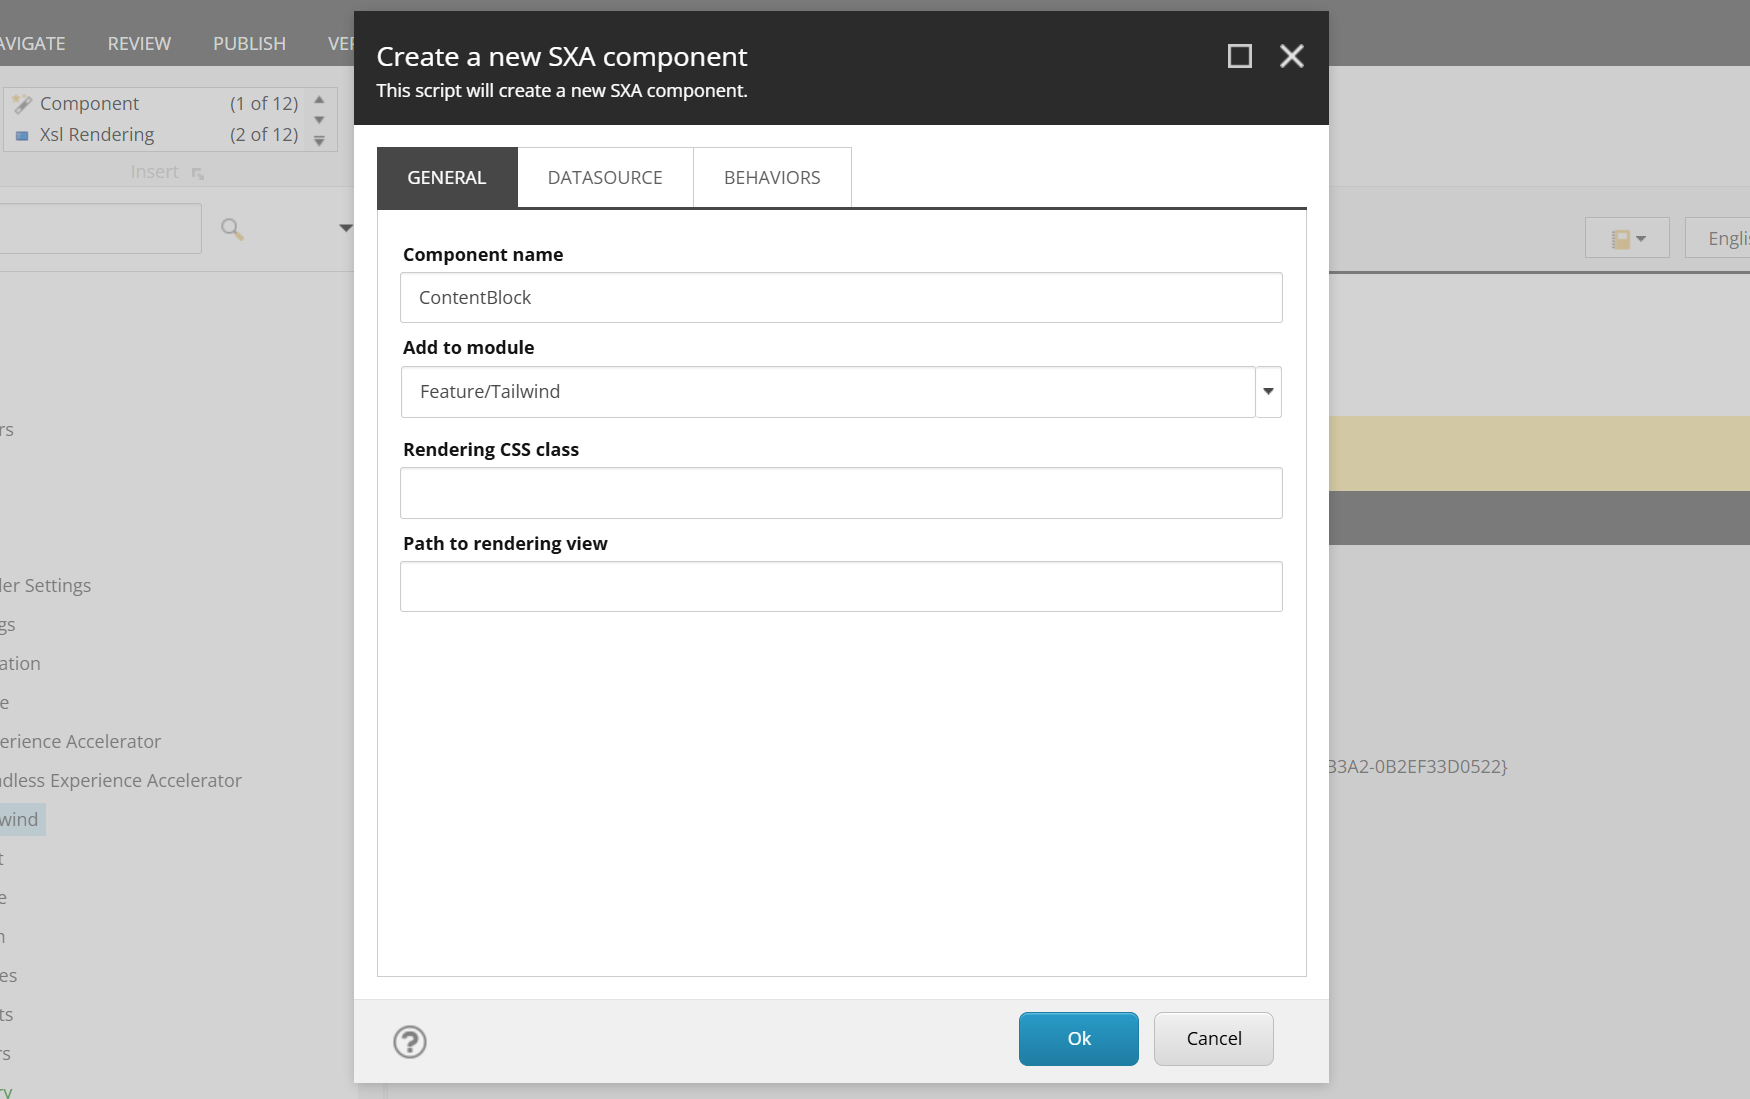 AVIGATE REVIEW PUBLISH VER
Component (1 of 12)
Xsl Rendering (2 of 12)
Insert
Create a new SXA component
This script will create a new SXA component.
GENERAL DATASOURCE BEHAVIORS
Component name
ContentBlock
Add to module
Feature/Tailwind
Rendering CSS class
Path to rendering view
Ok Cancel
Englis
rs
ler Settings
gs
ation
e
erience Accelerator
adless Experience Accelerator
wind
t
e
n
es
ts
rs
ry
B3A2-0B2EF33D0522}